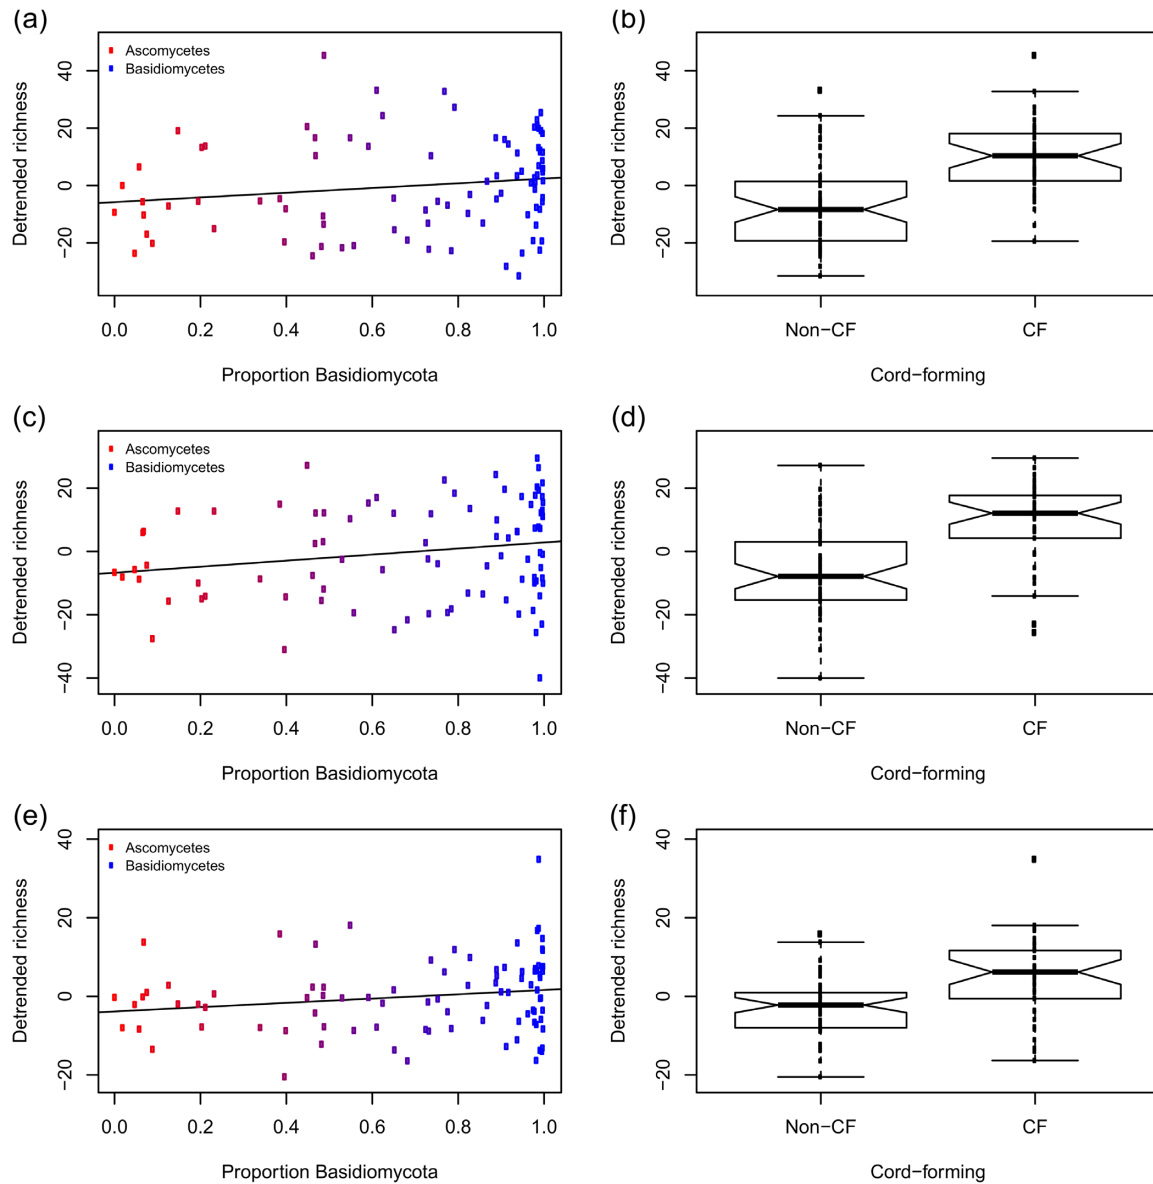 (a)
Ascomycetes
Basidiomycetes
Detrended richness
40
20
0
−20
0.0 0.2 0.4 0.6 0.8 1.0
Proportion Basidiomycota
(b)
Detrended richness
40
20
0
−20
Non−CF CF
Cord−forming
(c)
Ascomycetes
Basidiomycetes
Detrended richness
20
0
−20
−40
0.0 0.2 0.4 0.6 0.8 1.0
Proportion Basidiomycota
(d)
Detrended richness
20
0
−20
−40
Non−CF CF
Cord−forming
(e)
Ascomycetes
Basidiomycetes
Detrended richness
40
20
0
−20
0.0 0.2 0.4 0.6 0.8 1.0
Proportion Basidiomycota
(f)
Detrended richness
40
20
0
−20
Non−CF CF
Cord−forming